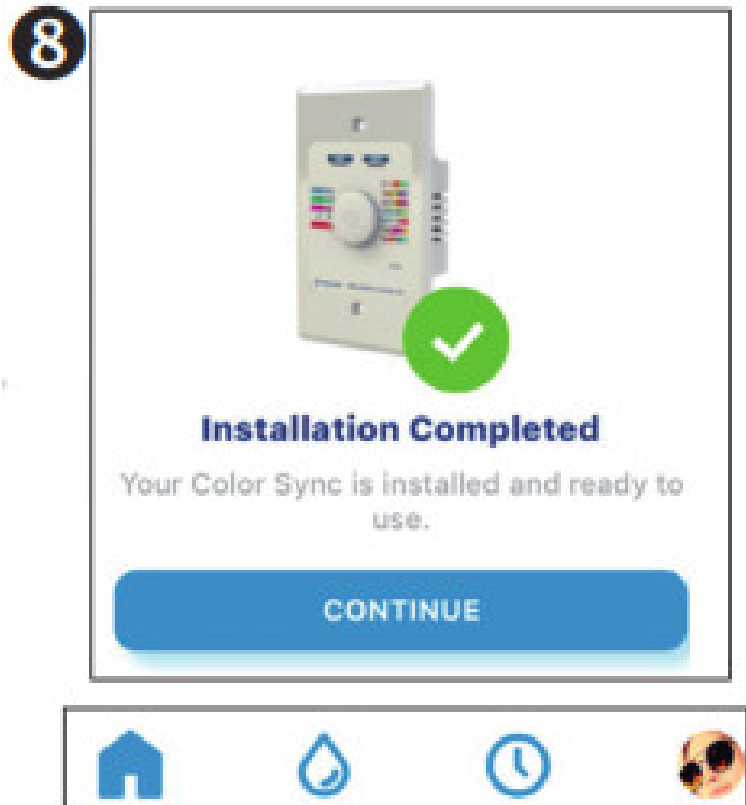 8
Installation Completed
Your Color Sync is installed and ready to
use.
CONTINUE